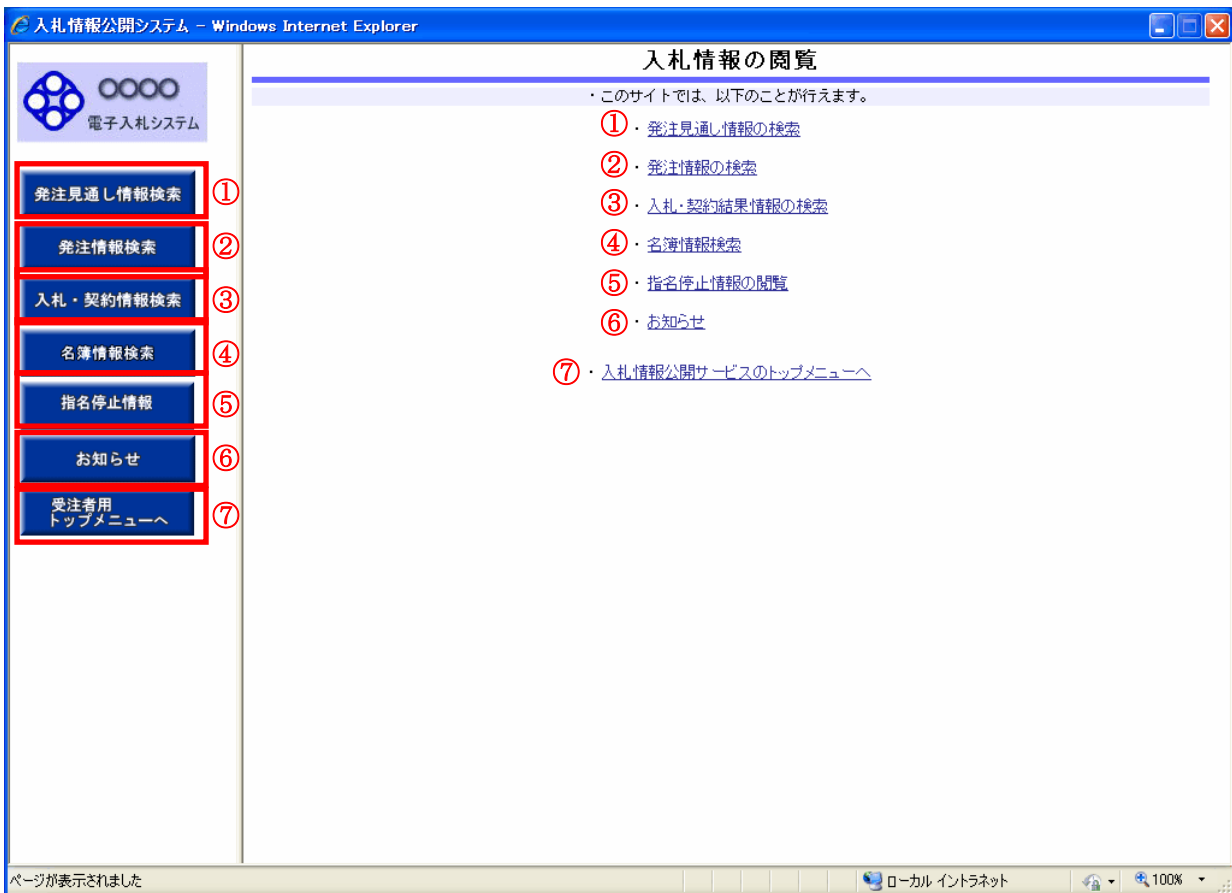 入札情報公開システム - Windows Internet Explorer
○○○○
電子入札システム
発注見通し情報検索 ①
発注情報検索 ②
入札・契約情報検索 ③
名簿情報検索 ④
指名停止情報 ⑤
お知らせ ⑥
受注者用
トップメニューへ ⑦
入札情報の閲覧
・このサイトでは、以下のことが行えます。
①・発注見通し情報の検索
②・発注情報の検索
③・入札・契約結果情報の検索
④・名簿情報検索
⑤・指名停止情報の閲覧
⑥・お知らせ
⑦・入札情報公開サービスのトップメニューへ
ページが表示されました
ローカル イントラネット
100%